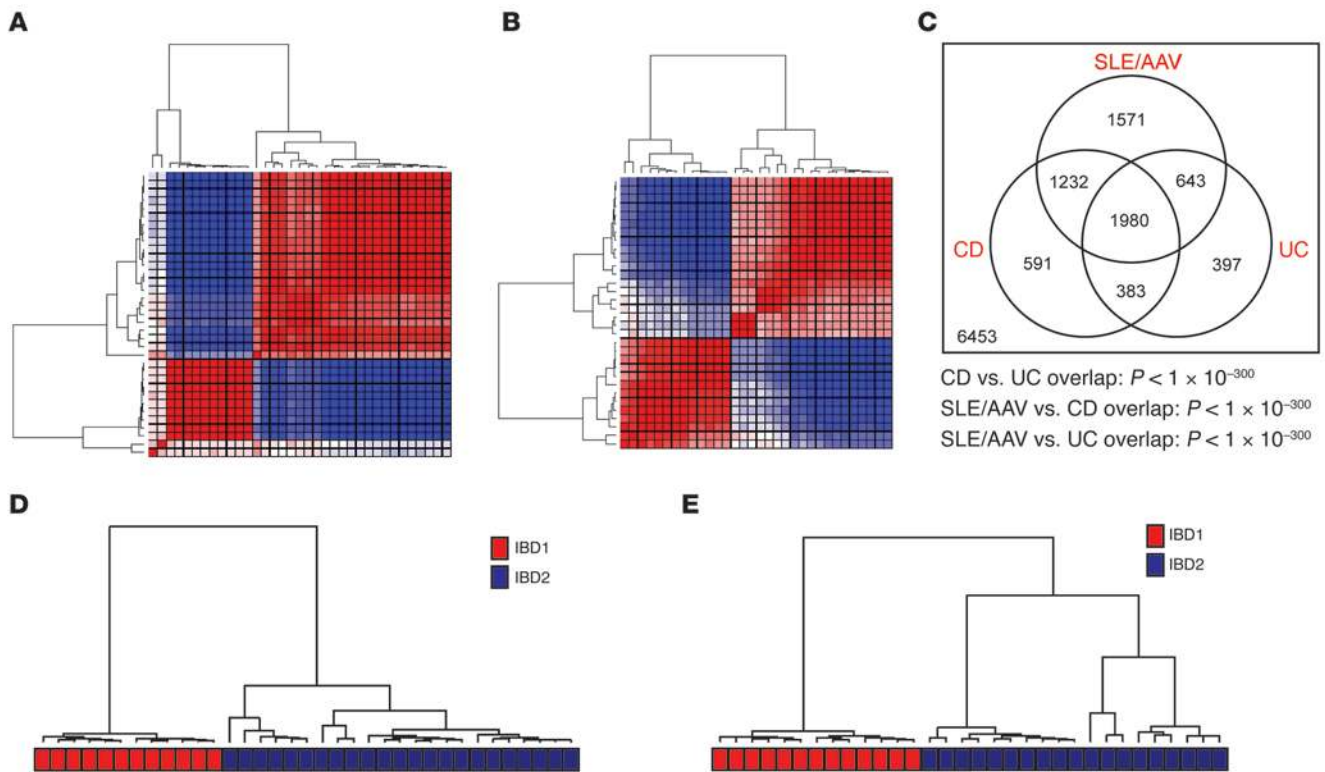 A
B
C
SLE/AAV
1571
1232
643
1980
CD
UC
591
397
383
6453
CD vs. UC overlap: P < 1 × 10⁻³⁰⁰
SLE/AAV vs. CD overlap: P < 1 × 10⁻³⁰⁰
SLE/AAV vs. UC overlap: P < 1 × 10⁻³⁰⁰
D
IBD1
IBD2
E
IBD1
IBD2